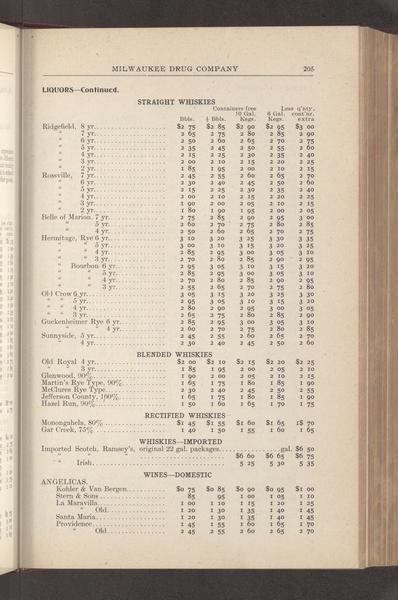 MILWAUKEE DRUG COMPANY 205
LIQUORS—Continued.
STRAIGHT WHISKIES
Containers free Less q'nty,
10 Gal. 6 Gal. cont'nr.
Bbls. ½ Bbls. Kegs. Kegs. extra
Ridgefield, 8 yr. $2 75 $2 85 $2 90 $2 95 $3 00
" 7 yr. 2 65 2 75 2 80 2 85 2 90
" 6 yr. 2 50 2 60 2 65 2 70 2 75
" 5 yr. 2 35 2 45 2 50 2 55 2 60
" 4 yr. 2 15 2 25 2 30 2 35 2 40
" 3 yr. 2 00 2 10 2 15 2 20 2 25
" 2 yr. 1 85 1 95 2 00 2 10 2 15
Rossville, 7 yr. 2 45 2 55 2 60 2 65 2 70
" 6 yr. 2 30 2 40 2 45 2 50 2 60
" 5 yr. 2 15 2 25 2 30 2 35 2 40
" 4 yr. 2 00 2 10 2 15 2 20 2 25
" 3 yr. 1 90 2 00 2 05 2 10 2 15
" 2 yr. 1 80 1 90 1 95 2 00 2 05
Belle of Marion, 7 yr. 2 75 2 85 2 90 2 95 3 00
" 5 yr. 2 60 2 70 2 75 2 80 2 85
" 4 yr. 2 50 2 60 2 65 2 70 2 75
Hermitage, Rye 6 yr. 3 10 3 20 3 25 3 30 3 35
" " 5 yr. 3 00 3 10 3 15 3 20 3 25
" " 4 yr. 2 85 2 95 3 00 3 05 3 10
" " 3 yr. 2 70 2 80 2 85 2 90 2 95
" Bourbon 6 yr. 2 95 3 05 3 10 3 15 3 20
" " 5 yr. 2 85 2 95 3 00 3 05 3 10
" " 4 yr. 2 70 2 80 2 85 2 90 2 95
" " 3 yr. 2 55 2 65 2 70 2 75 2 80
Old Crow 6 yr. 3 05 3 15 3 20 3 25 3 30
" " 5 yr. 2 95 3 05 3 10 3 15 3 20
" " 4 yr. 2 80 2 90 2 95 3 00 3 05
" " 3 yr. 2 65 2 75 2 80 2 85 2 90
Guckenheimer Rye 6 yr. 2 85 2 95 3 00 3 05 3 10
" " 4 yr. 2 60 2 70 2 75 2 80 2 85
Sunnyside, 5 yr. 2 45 2 55 2 60 2 65 2 70
" 4 yr. 2 30 2 40 2 45 2 50 2 60
BLENDED WHISKIES
Old Royal 4 yr. $2 00 $2 10 $2 15 $2 20 $2 25
" " 3 yr. 1 85 1 95 2 00 2 05 2 10
Glenwood, 90% 1 90 2 00 2 05 2 10 2 15
Martin's Rye Type, 90% 1 65 1 75 1 80 1 85 1 90
McClures Rye Type 2 30 2 40 2 45 2 50 2 55
Jefferson County, 100% 1 65 1 75 1 80 1 85 1 90
Hazel Run, 90% 1 50 1 60 1 65 1 70 1 75
RECTIFIED WHISKIES
Monongahela, 80% $1 45 $1 55 $1 60 $1 65 1$ 70
Gar Creek, 75% 1 40 1 50 1 55 1 60 1 65
WHISKIES—IMPORTED
Imported Scotch, Ramsey's, original 22 gal. packages gal. $6 50
" " " $6 60 $6 65 $6 75
" Irish 5 25 5 30 5 35
WINES—DOMESTIC
ANGELICAS.
Kohler & Van Bergen $0 75 $0 85 $0 90 $0 95 $1 00
Stern & Sons 85 95 1 00 1 05 1 10
La Maravilla 1 00 1 10 1 15 1 20 1 25
" Old 1 20 1 30 1 35 1 40 1 45
Santa Maria 1 20 1 30 1 35 1 40 1 45
Providence 1 45 1 55 1 60 1 65 1 70
" Old 2 45 2 55 2 60 2 65 2 70